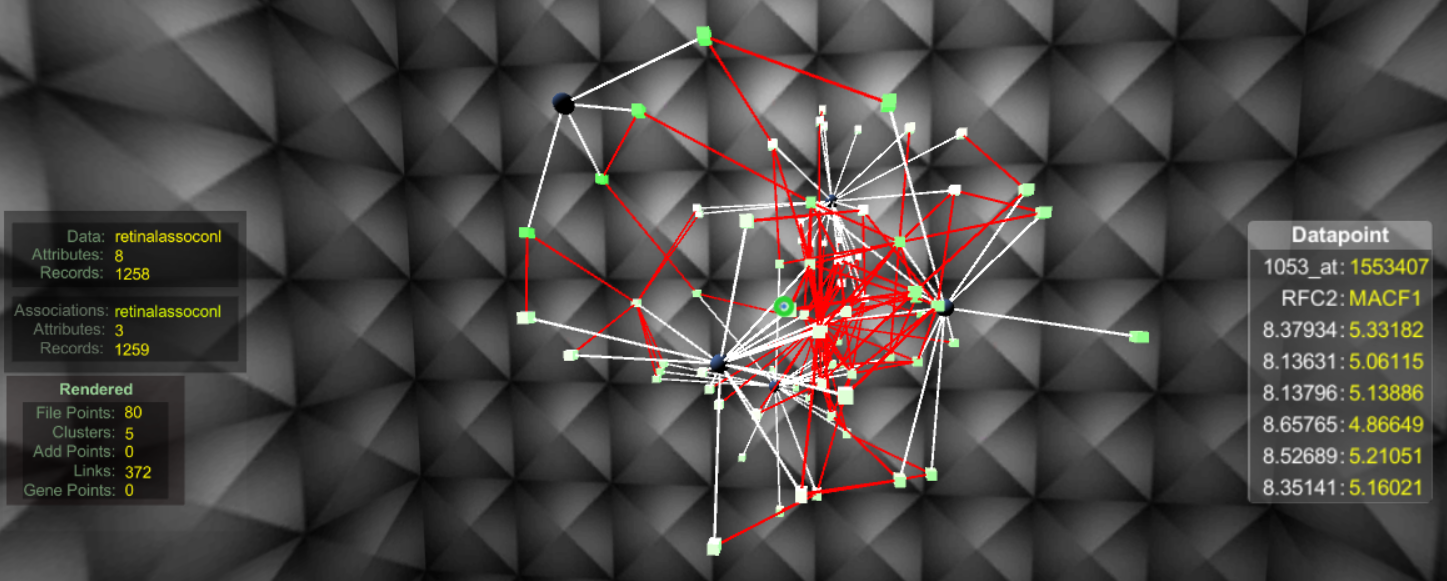 Data: retinalassoconl
Attributes: 8
Records: 1258
Associations: retinalassoconl
Attributes: 3
Records: 1259
Rendered
File Points: 80
Clusters: 5
Add Points: 0
Links: 372
Gene Points: 0
Datapoint
1053_at: 1553407
RFC2: MACF1
8.37934: 5.33182
8.13631: 5.06115
8.13796: 5.13886
8.65765: 4.86649
8.52689: 5.21051
8.35141: 5.16021